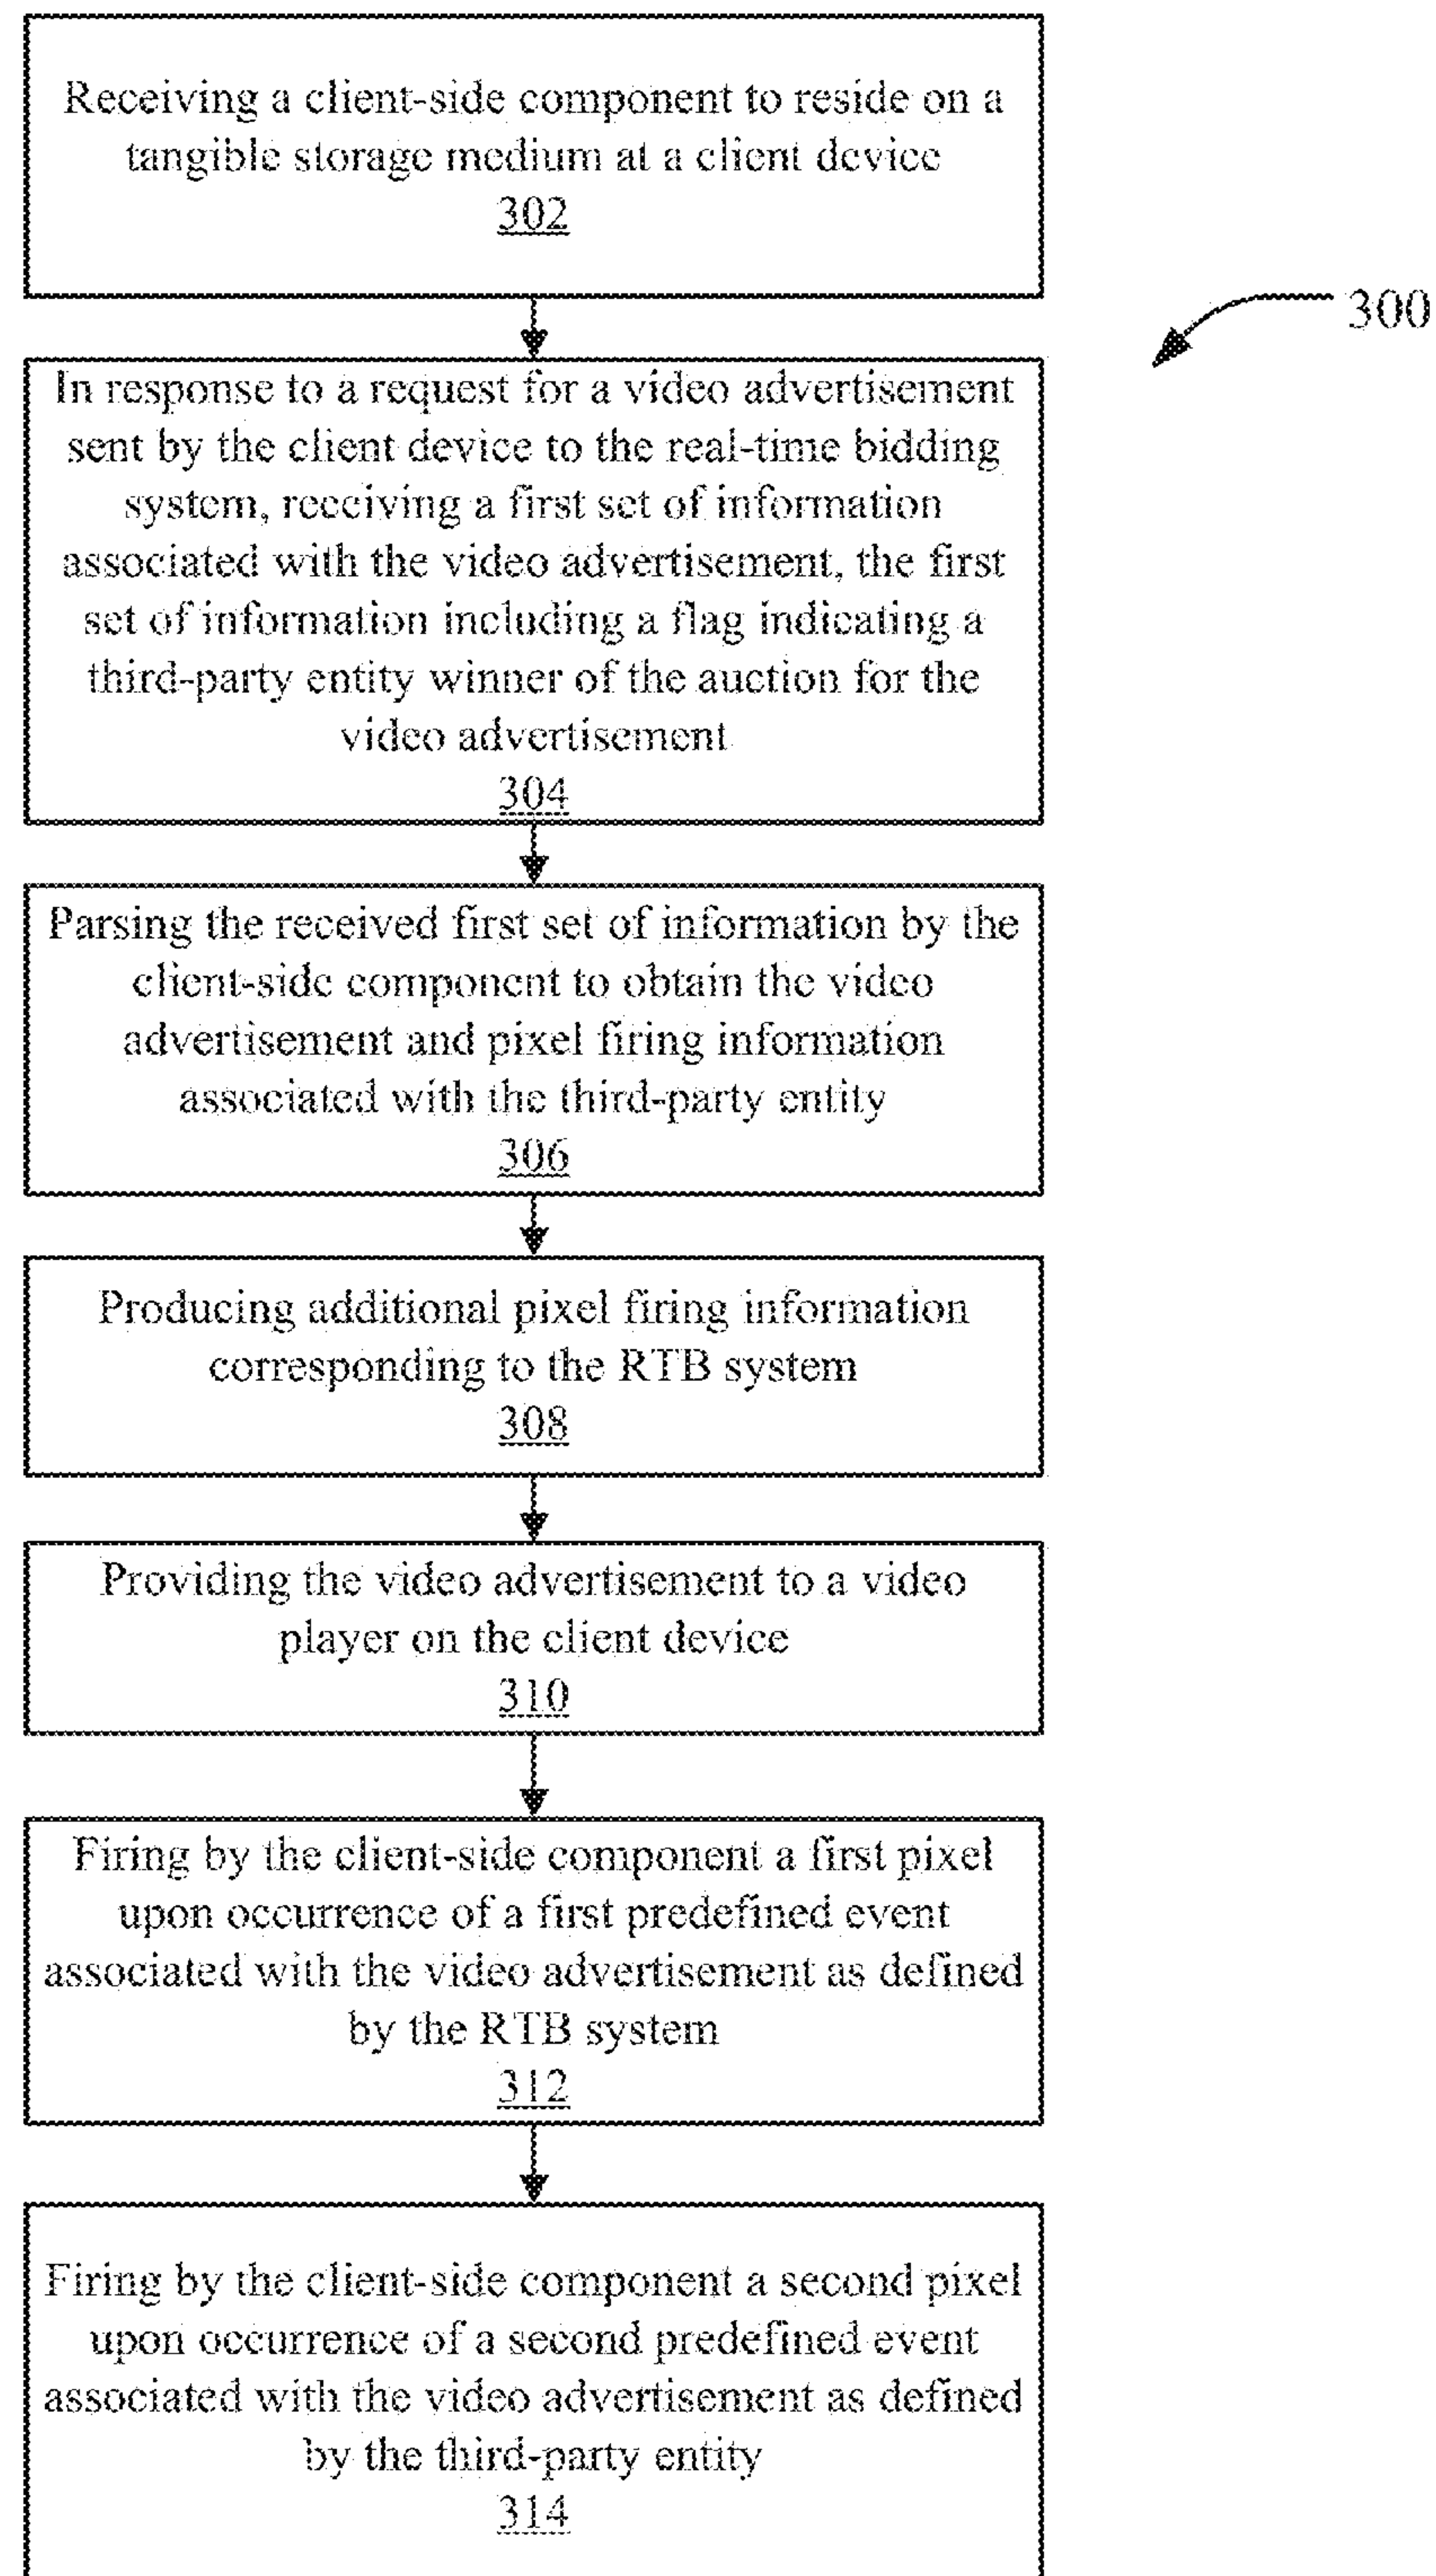 Receiving a client-side component to reside on a
tangible storage medium at a client device
302
300
In response to a request for a video advertisement
sent by the client device to the real-time bidding
system, receiving a first set of information
associated with the video advertisement, the first
set of information including a flag indicating a
third-party entity winner of the auction for the
video advertisement
304
Parsing the received first set of information by the
client-side component to obtain the video
advertisement and pixel firing information
associated with the third-party entity
306
Producing additional pixel firing information
corresponding to the RTB system
308
Providing the video advertisement to a video
player on the client device
310
Firing by the client-side component a first pixel
upon occurrence of a first predefined event
associated with the video advertisement as defined
by the RTB system
312
Firing by the client-side component a second pixel
upon occurrence of a second predefined event
associated with the video advertisement as defined
by the third-party entity
314